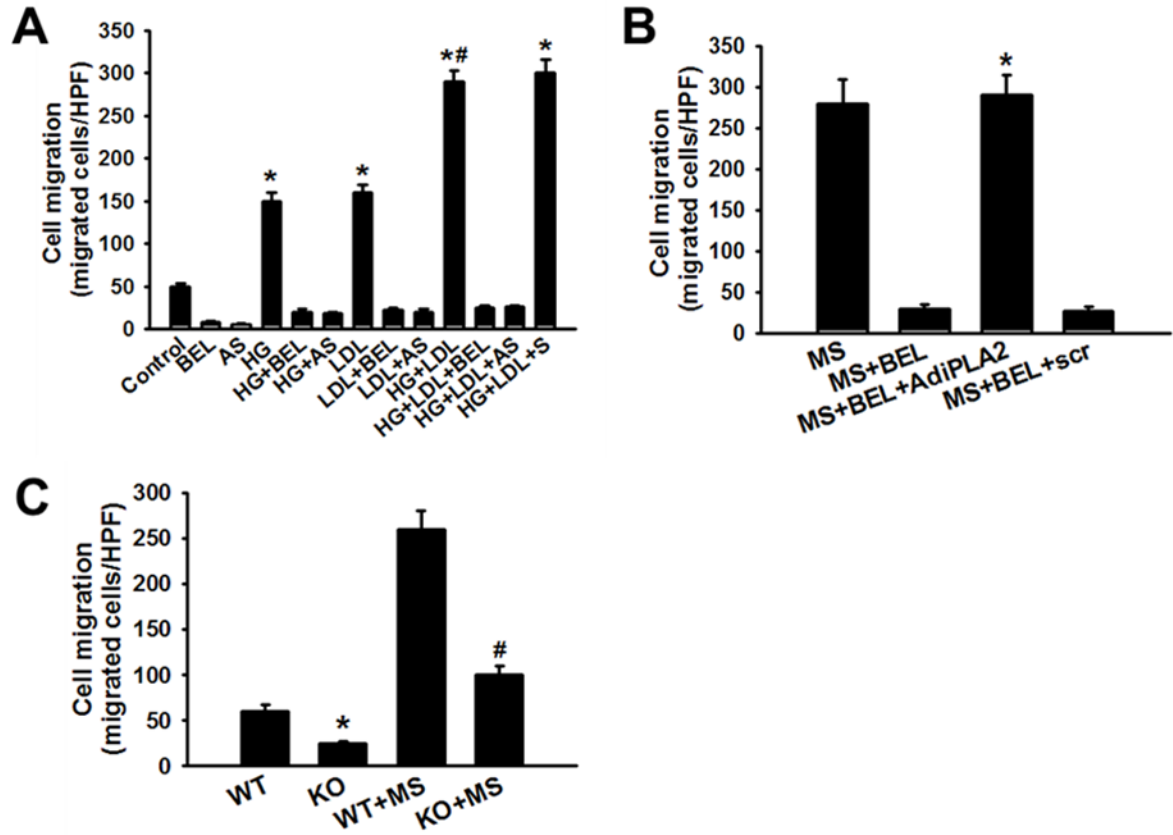 A
Cell migration
(migrated cells/HPF)
350
300
250
200
150
100
50
0
*
*
*#
*
Control
BEL
AS
HG
HG+BEL
HG+AS
LDL
LDL+BEL
LDL+AS
HG+LDL
HG+LDL+BEL
HG+LDL+AS
HG+LDL+S
B
Cell migration
(migrated cells/HPF)
350
300
250
200
150
100
50
0
*
MS
MS+BEL
MS+BEL+AdiPLA2
MS+BEL+scr
C
Cell migration
(migrated cells/HPF)
300
250
200
150
100
50
0
*
#
WT
KO
WT+MS
KO+MS